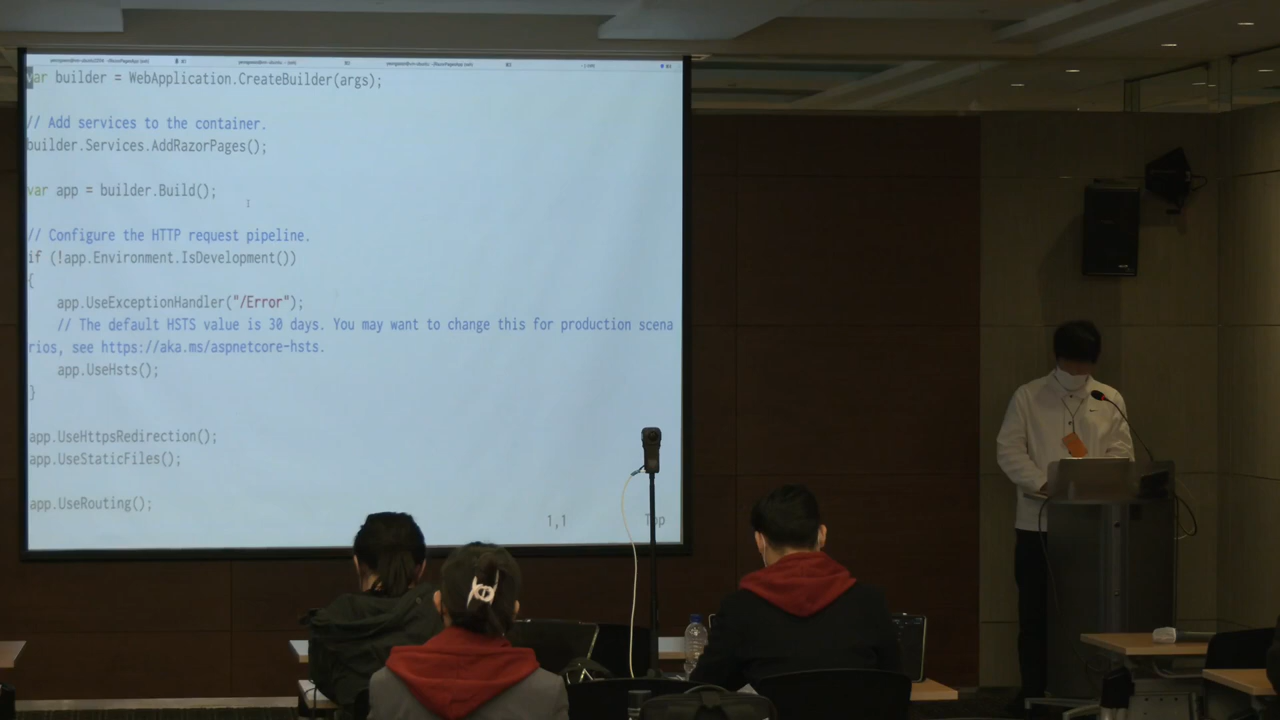 var builder = WebApplication.CreateBuilder(args);
// Add services to the container.
builder.Services.AddRazorPages();
var app = builder.Build();
// Configure the HTTP request pipeline.
if (!app.Environment.IsDevelopment())
{
app.UseExceptionHandler("/Error");
// The default HSTS value is 30 days. You may want to change this for production scena
rios, see https://aka.ms/aspnetcore-hsts.
app.UseHsts();
}
app.UseHttpsRedirection();
app.UseStaticFiles();
app.UseRouting();
1,1 Top